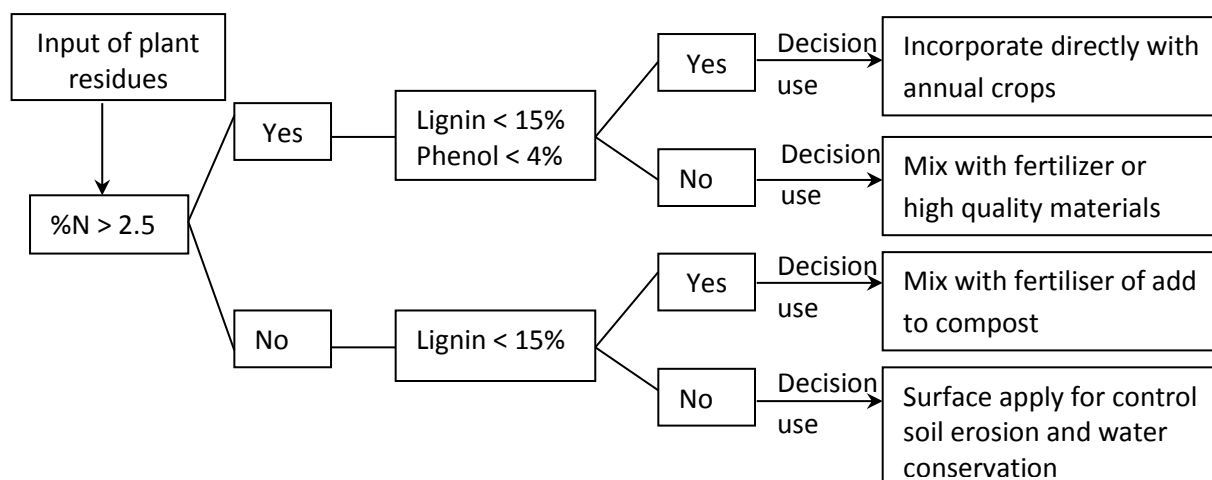 Input of plant
residues
%N > 2.5
Yes
Lignin < 15%
Phenol < 4%
Yes
Decision
use
Incorporate directly with
annual crops
No
Decision
use
Mix with fertilizer or
high quality materials
No
Lignin < 15%
Yes
Decision
use
Mix with fertiliser of add
to compost
No
Decision
use
Surface apply for control
soil erosion and water
conservation